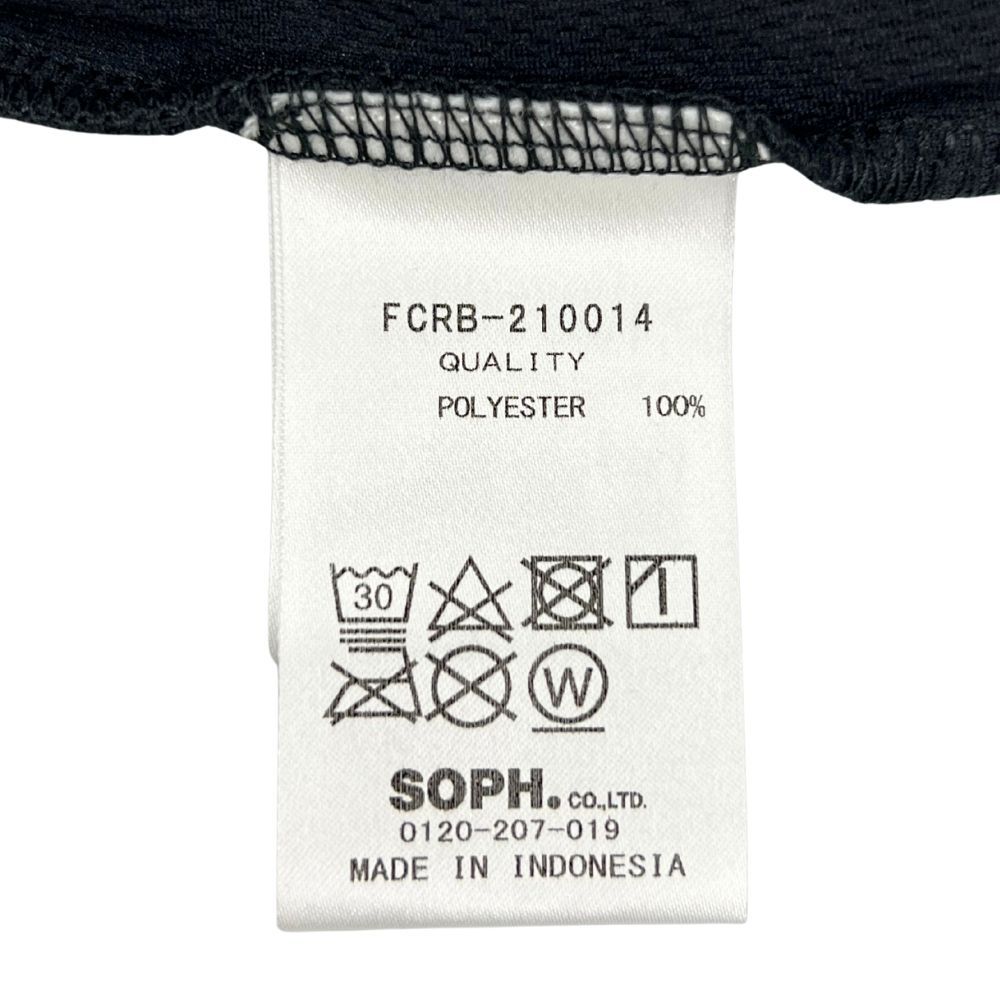 FCRB-210014
QUALITY
POLYESTER 100%
30
W
SOPH. CO.,LTD.
0120-207-019
MADE IN INDONESIA